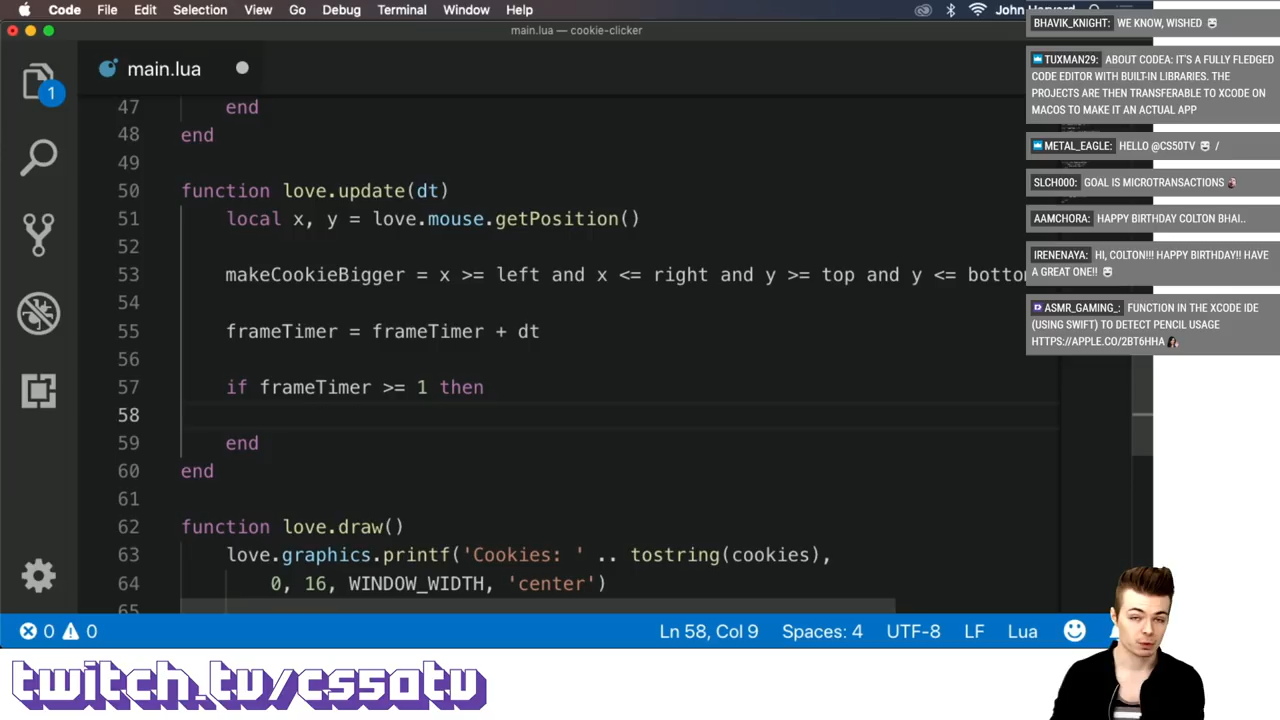 Code File Edit Selection View Go Debug Terminal Window Help
main.lua — cookie-clicker
1
main.lua
47 end
48 end
49
50 function love.update(dt)
51 local x, y = love.mouse.getPosition()
52
53 makeCookieBigger = x >= left and x <= right and y >= top and y <= botto
54
55 frameTimer = frameTimer + dt
56
57 if frameTimer >= 1 then
58
59 end
60 end
61
62 function love.draw()
63 love.graphics.printf('Cookies: ' .. tostring(cookies),
64 0, 16, WINDOW_WIDTH, 'center')
65
0 0 Ln 58, Col 9 Spaces: 4 UTF-8 LF Lua
BHAVIK_KNIGHT: WE KNOW, WISHED
TUXMAN29: ABOUT CODEA: IT'S A FULLY FLEDGED
CODE EDITOR WITH BUILT-IN LIBRARIES. THE
PROJECTS ARE THEN TRANSFERABLE TO XCODE ON
MACOS TO MAKE IT AN ACTUAL APP
METAL_EAGLE: HELLO @CS50TV /
SLCH000: GOAL IS MICROTRANSACTIONS
AAMCHORA: HAPPY BIRTHDAY COLTON BHAI..
IRENENAYA: HI, COLTON!!! HAPPY BIRTHDAY!! HAVE
A GREAT ONE!!
ASMR_GAMING_: FUNCTION IN THE XCODE IDE
(USING SWIFT) TO DETECT PENCIL USAGE
HTTPS://APPLE.CO/2BT6HHA
twitch.tv/cs50tv